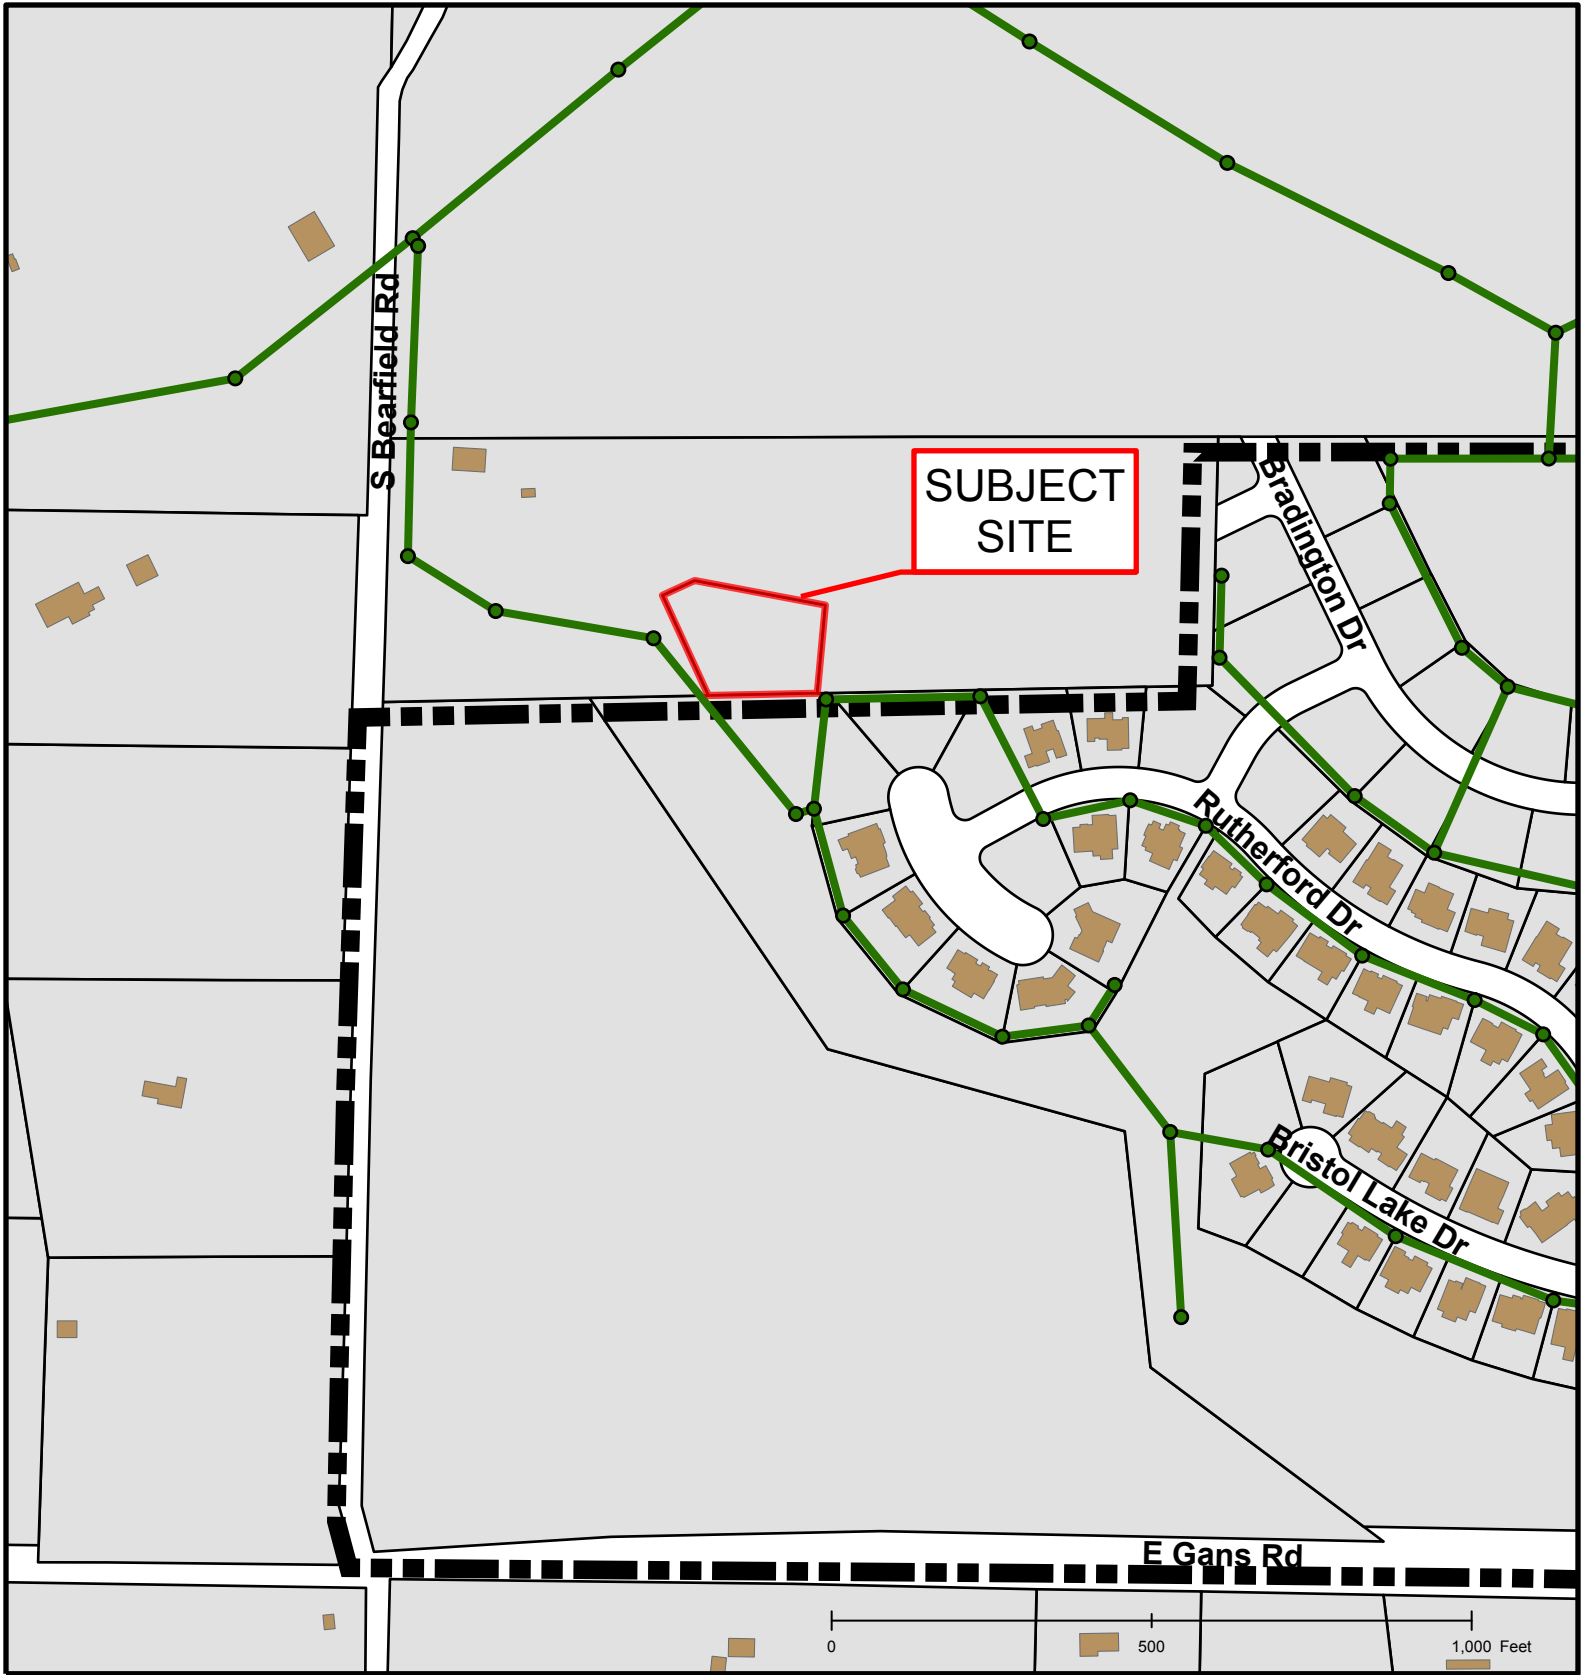 S Bearfield Rd
SUBJECT
SITE
Bradington Dr
Rutherford Dr
Bristol Lake Dr
E Gans Rd
0 500 1,000 Feet